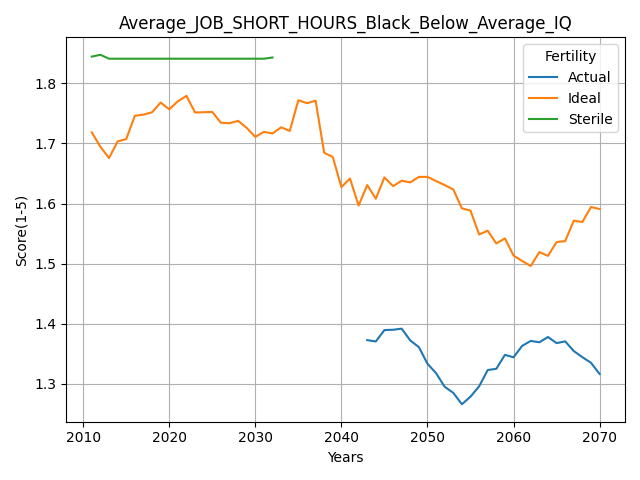 Average_JOB_SHORT_HOURS_Black_Below_Average_IQ
Fertility
Actual
Ideal
Sterile
Score(1-5)
1.8
1.7
1.6
1.5
1.4
1.3
2010 2020 2030 2040 2050 2060 2070
Years